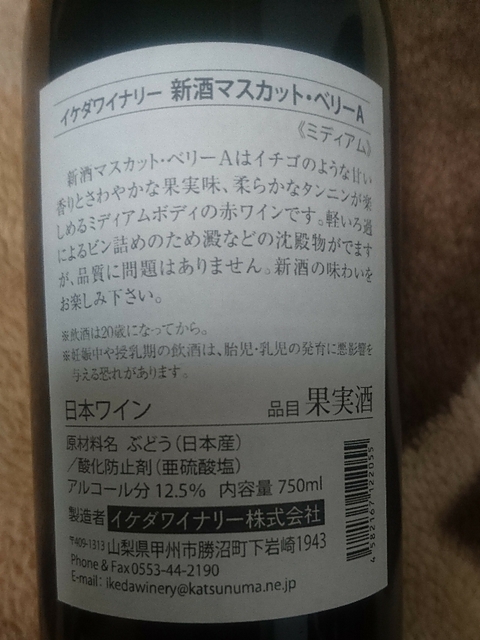 イケダワイナリー 新酒マスカット・ベリーA
《ミディアム》
新酒マスカット・ベリーAはイチゴのような甘い
香りとさわやかな果実味、柔らかなタンニンが楽
しめるミディアムボディの赤ワインです。軽いろ過
によるビン詰めのため澱などの沈殿物がでます
が、品質に問題はありません。新酒の味わいを
お楽しみ下さい。
※飲酒は20歳になってから。
※妊娠中や授乳期の飲酒は、胎児・乳児の発育に悪影響を
与える恐れがあります。
日本ワイン 品目 果実酒
原材料名 ぶどう（日本産）
/酸化防止剤（亜硫酸塩）
アルコール分 12.5% 内容量 750ml
製造者 イケダワイナリー株式会社
〒409-1313 山梨県甲州市勝沼町下岩崎1943
Phone & Fax 0553-44-2190
E-mail: ikedawinery@katsunuma.ne.jp
4 582167 122055